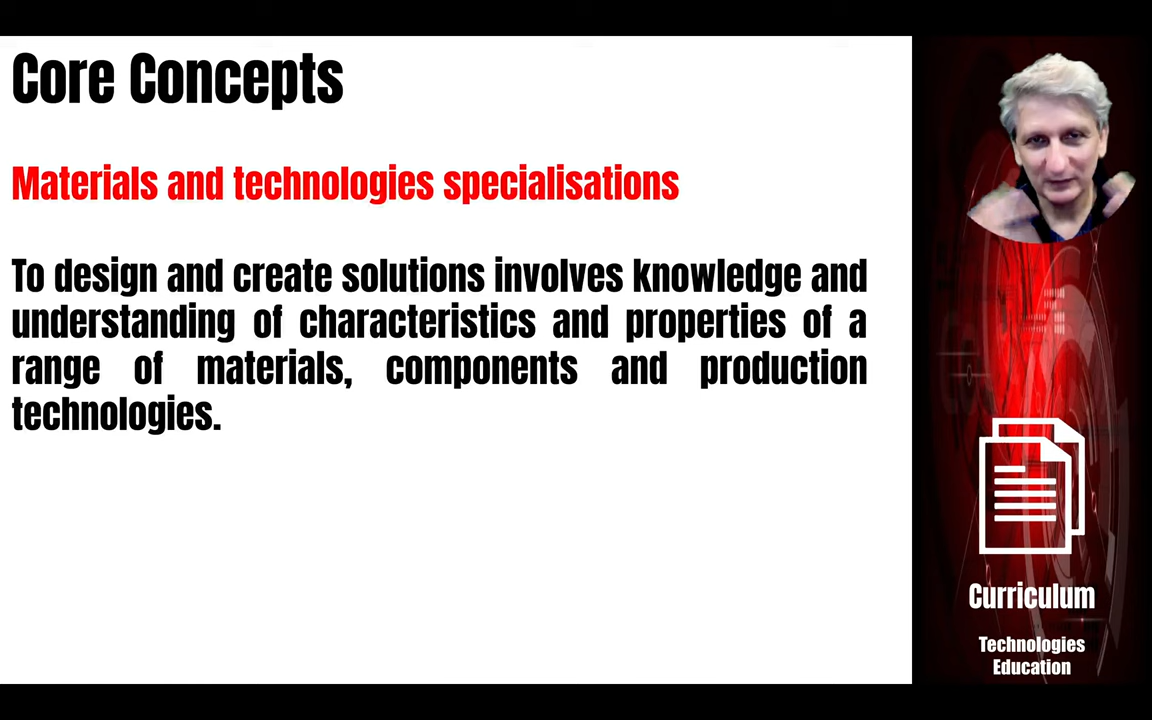 Core Concepts
Materials and technologies specialisations
To design and create solutions involves knowledge and
understanding of characteristics and properties of a
range of materials, components and production
technologies.
Curriculum
Technologies
Education